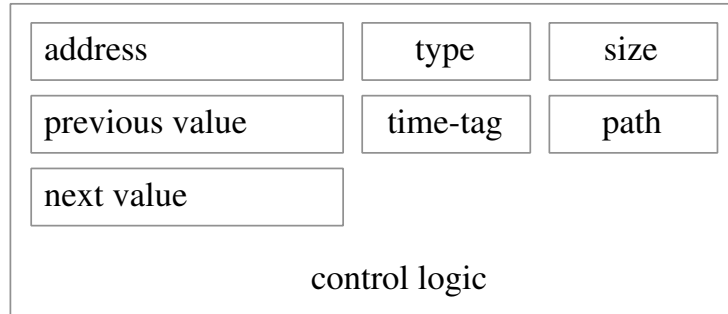 address type size
previous value time-tag path
next value
control logic